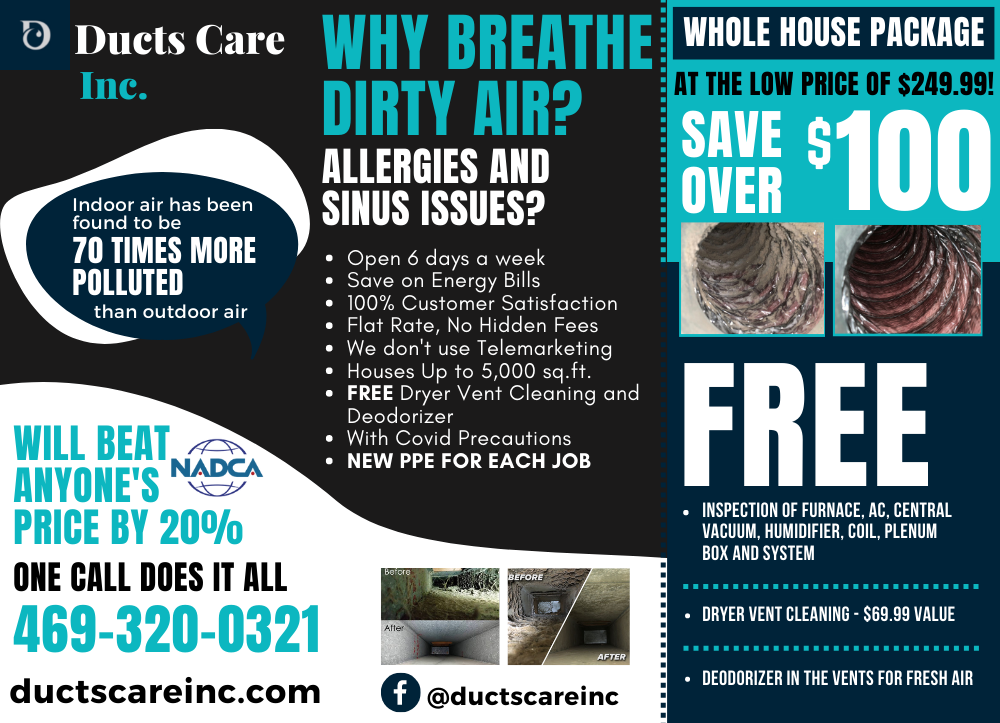 Ducts Care
Inc.
Indoor air has been
found to be
70 TIMES MORE
POLLUTED
than outdoor air
WILL BEAT
ANYONE'S
PRICE BY 20%
NADCA
ONE CALL DOES IT ALL
469-320-0321
ductscareinc.com
WHY BREATHE
DIRTY AIR?
ALLERGIES AND
SINUS ISSUES?
• Open 6 days a week
• Save on Energy Bills
• 100% Customer Satisfaction
• Flat Rate, No Hidden Fees
• We don't use Telemarketing
• Houses Up to 5,000 sq.ft.
• FREE Dryer Vent Cleaning and
Deodorizer
• With Covid Precautions
• NEW PPE FOR EACH JOB
Before
After
BEFORE
AFTER
@ductscareinc
WHOLE HOUSE PACKAGE
AT THE LOW PRICE OF $249.99!
SAVE
OVER
$100
FREE
• INSPECTION OF FURNACE, AC, CENTRAL
VACUUM, HUMIDIFIER, COIL, PLENUM
BOX AND SYSTEM
• DRYER VENT CLEANING - $69.99 VALUE
• DEODORIZER IN THE VENTS FOR FRESH AIR